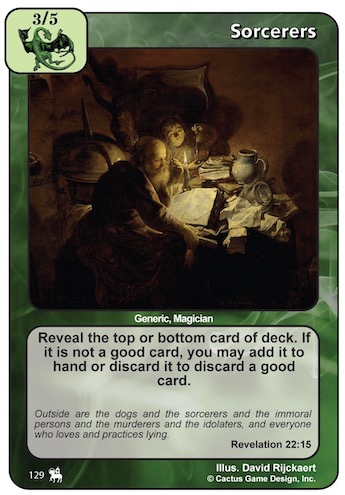 3/5
Sorcerers
Generic, Magician
Reveal the top or bottom card of deck. If
it is not a good card, you may add it to
hand or discard it to discard a good
card.
Outside are the dogs and the sorcerers and the immoral
persons and the murderers and the idolaters, and everyone
who loves and practices lying.
Revelation 22:15
129
Illus. David Rijckaert
© Cactus Game Design, Inc.